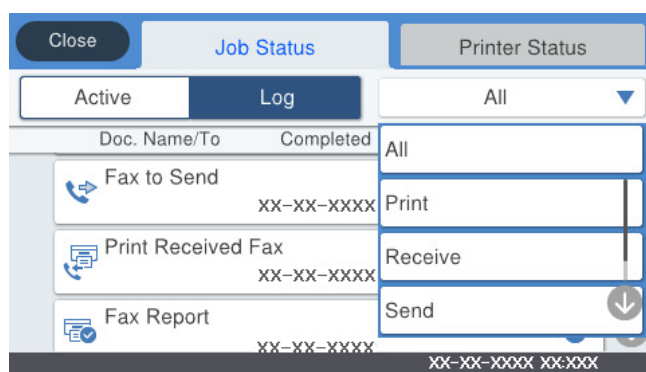 Close
Job Status
Printer Status
Active
Log
All
Doc. Name/To
Completed
All
Fax to Send
XX-XX-XXXX
Print
Print Received Fax
XX-XX-XXXX
Receive
Fax Report
XX-XX-XXXX
Send
XX-XX-XXXX XX:XXX